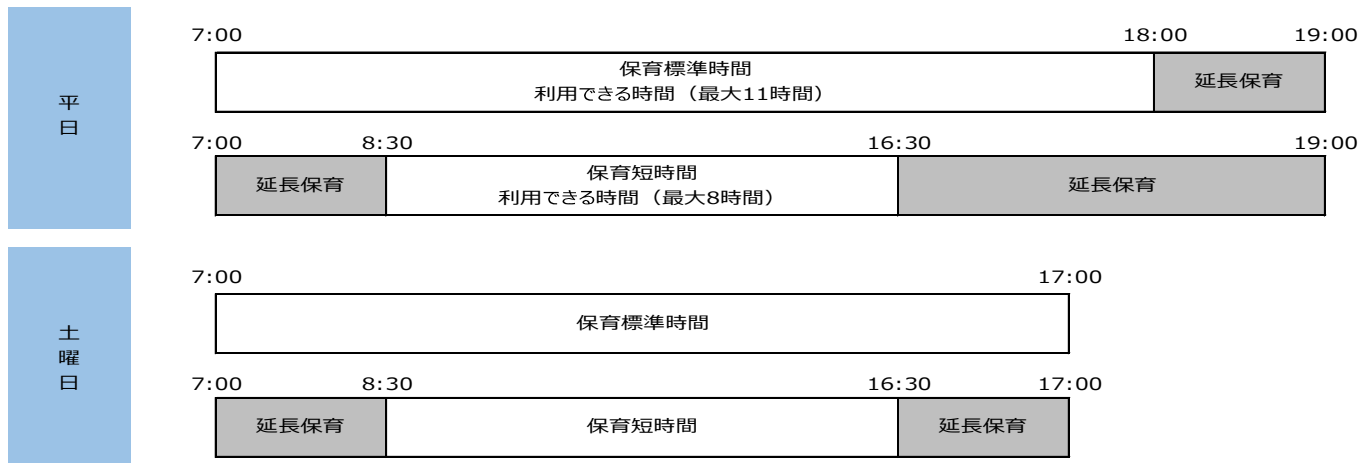 平日
7:00 18:00 19:00
保育標準時間
利用できる時間（最大11時間）
延長保育
7:00 8:30 16:30 19:00
延長保育
保育短時間
利用できる時間（最大8時間）
延長保育
土曜日
7:00 17:00
保育標準時間
7:00 8:30 16:30 17:00
延長保育 保育短時間 延長保育